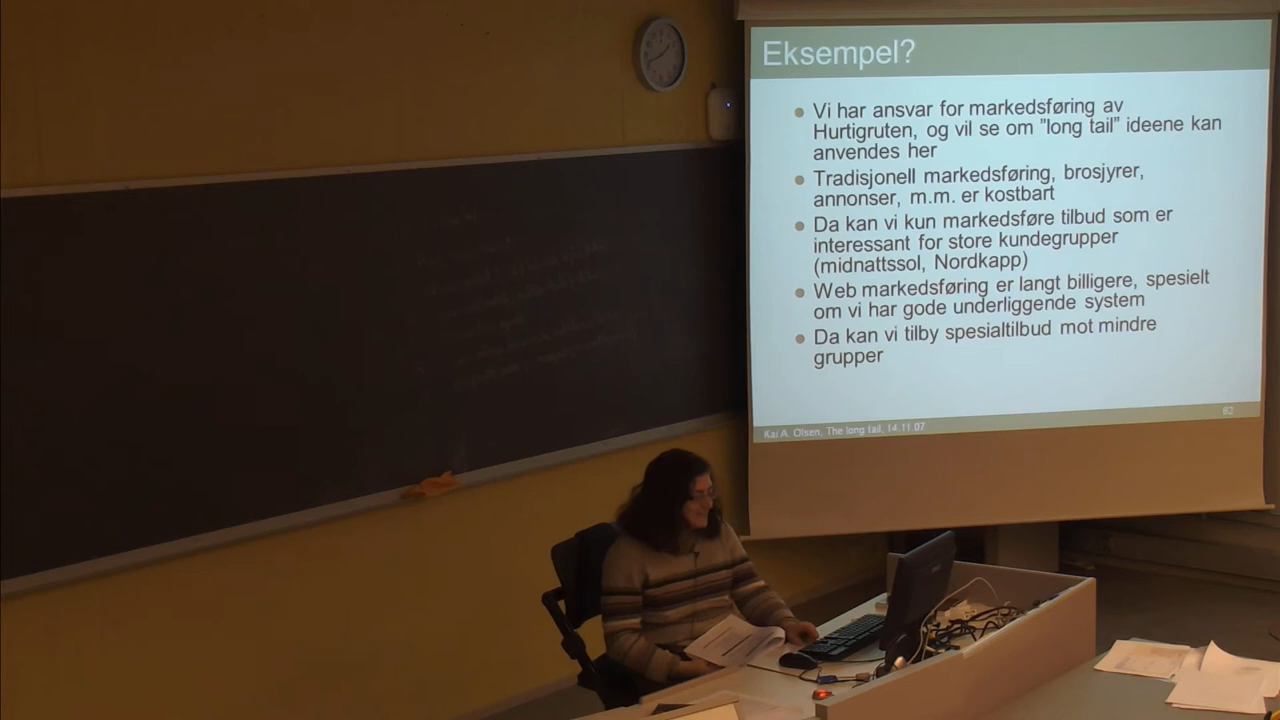 Eksempel?
Vi har ansvar for markedsføring av
Hurtigruten, og vil se om "long tail" ideene kan
anvendes her
Tradisjonell markedsføring, brosjyrer,
annonser, m.m. er kostbart
Da kan vi kun markedsføre tilbud som er
interessant for store kundegrupper
(midnattssol, Nordkapp)
Web markedsføring er langt billigere, spesielt
om vi har gode underliggende system
Da kan vi tilby spesialtilbud mot mindre
grupper
Kai A. Olsen, The long tail, 14.11.07
62